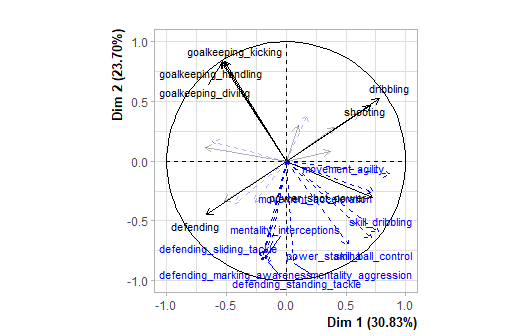 Dim 2 (23.70%)
1.0
0.5
0.0
-0.5
-1.0
goalkeeping_kicking
goalkeeping_handling
goalkeeping_diving
dribbling
shooting
movement_agility
movement_acceleration
power_shot_power
defending
skill_dribbling
mentality_interceptions
defending_sliding_tackle
power_stamina
skill_ball_control
defending_marking_awareness
mentality_aggression
defending_standing_tackle
-1.0
-0.5
0.0
0.5
1.0
Dim 1 (30.83%)